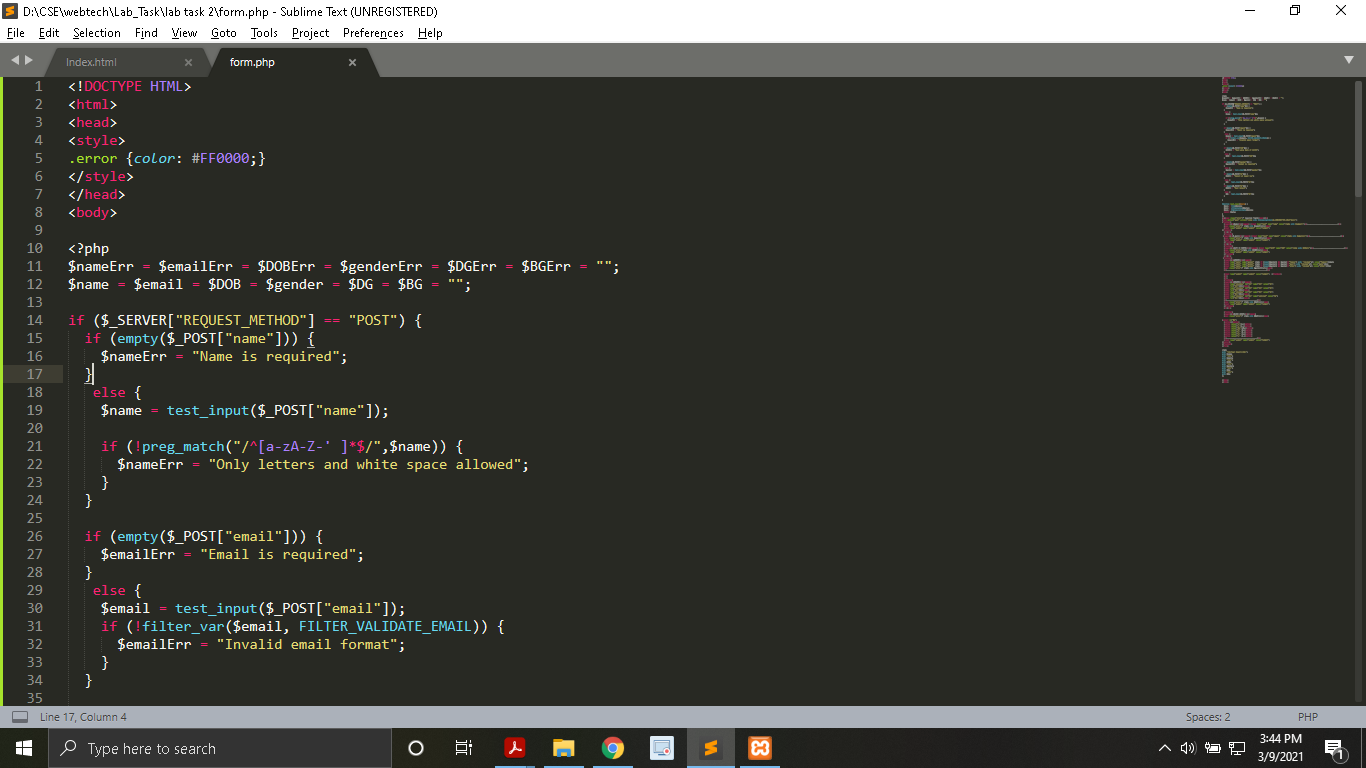 D:\CSE\webtech\Lab_Task\lab task 2\form.php - Sublime Text (UNREGISTERED)
File Edit Selection Find View Goto Tools Project Preferences Help
Index.html form.php
1 <!DOCTYPE HTML>
2 <html>
3 <head>
4 <style>
5 .error {color: #FF0000;}
6 </style>
7 </head>
8 <body>
9
10 <?php
11 $nameErr = $emailErr = $DOBErr = $genderErr = $DGErr = $BGErr = "";
12 $name = $email = $DOB = $gender = $DG = $BG = "";
13
14 if ($_SERVER["REQUEST_METHOD"] == "POST") {
15 if (empty($_POST["name"])) {
16 $nameErr = "Name is required";
17 }
18 else {
19 $name = test_input($_POST["name"]);
20
21 if (!preg_match("/^[a-zA-Z-' ]*$/",$name)) {
22 $nameErr = "Only letters and white space allowed";
23 }
24 }
25
26 if (empty($_POST["email"])) {
27 $emailErr = "Email is required";
28 }
29 else {
30 $email = test_input($_POST["email"]);
31 if (!filter_var($email, FILTER_VALIDATE_EMAIL)) {
32 $emailErr = "Invalid email format";
33 }
34 }
35
Line 17, Column 4 Spaces: 2 PHP
Type here to search
3:44 PM
3/9/2021
1